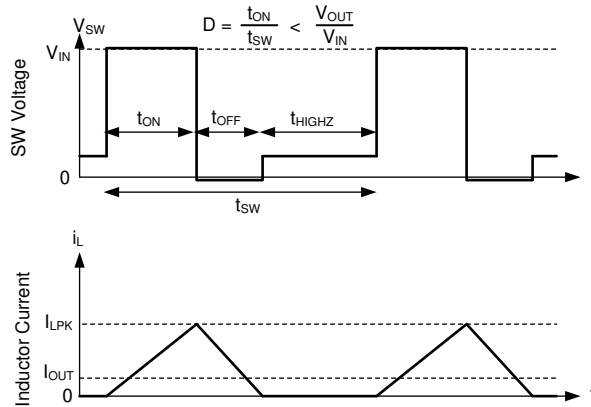 V_SW
D = t_ON / t_SW < V_OUT / V_IN
V_IN
SW Voltage
t_ON
t_OFF
t_HIGHZ
0
t_SW
i_L
Inductor Current
I_LPK
I_OUT
0